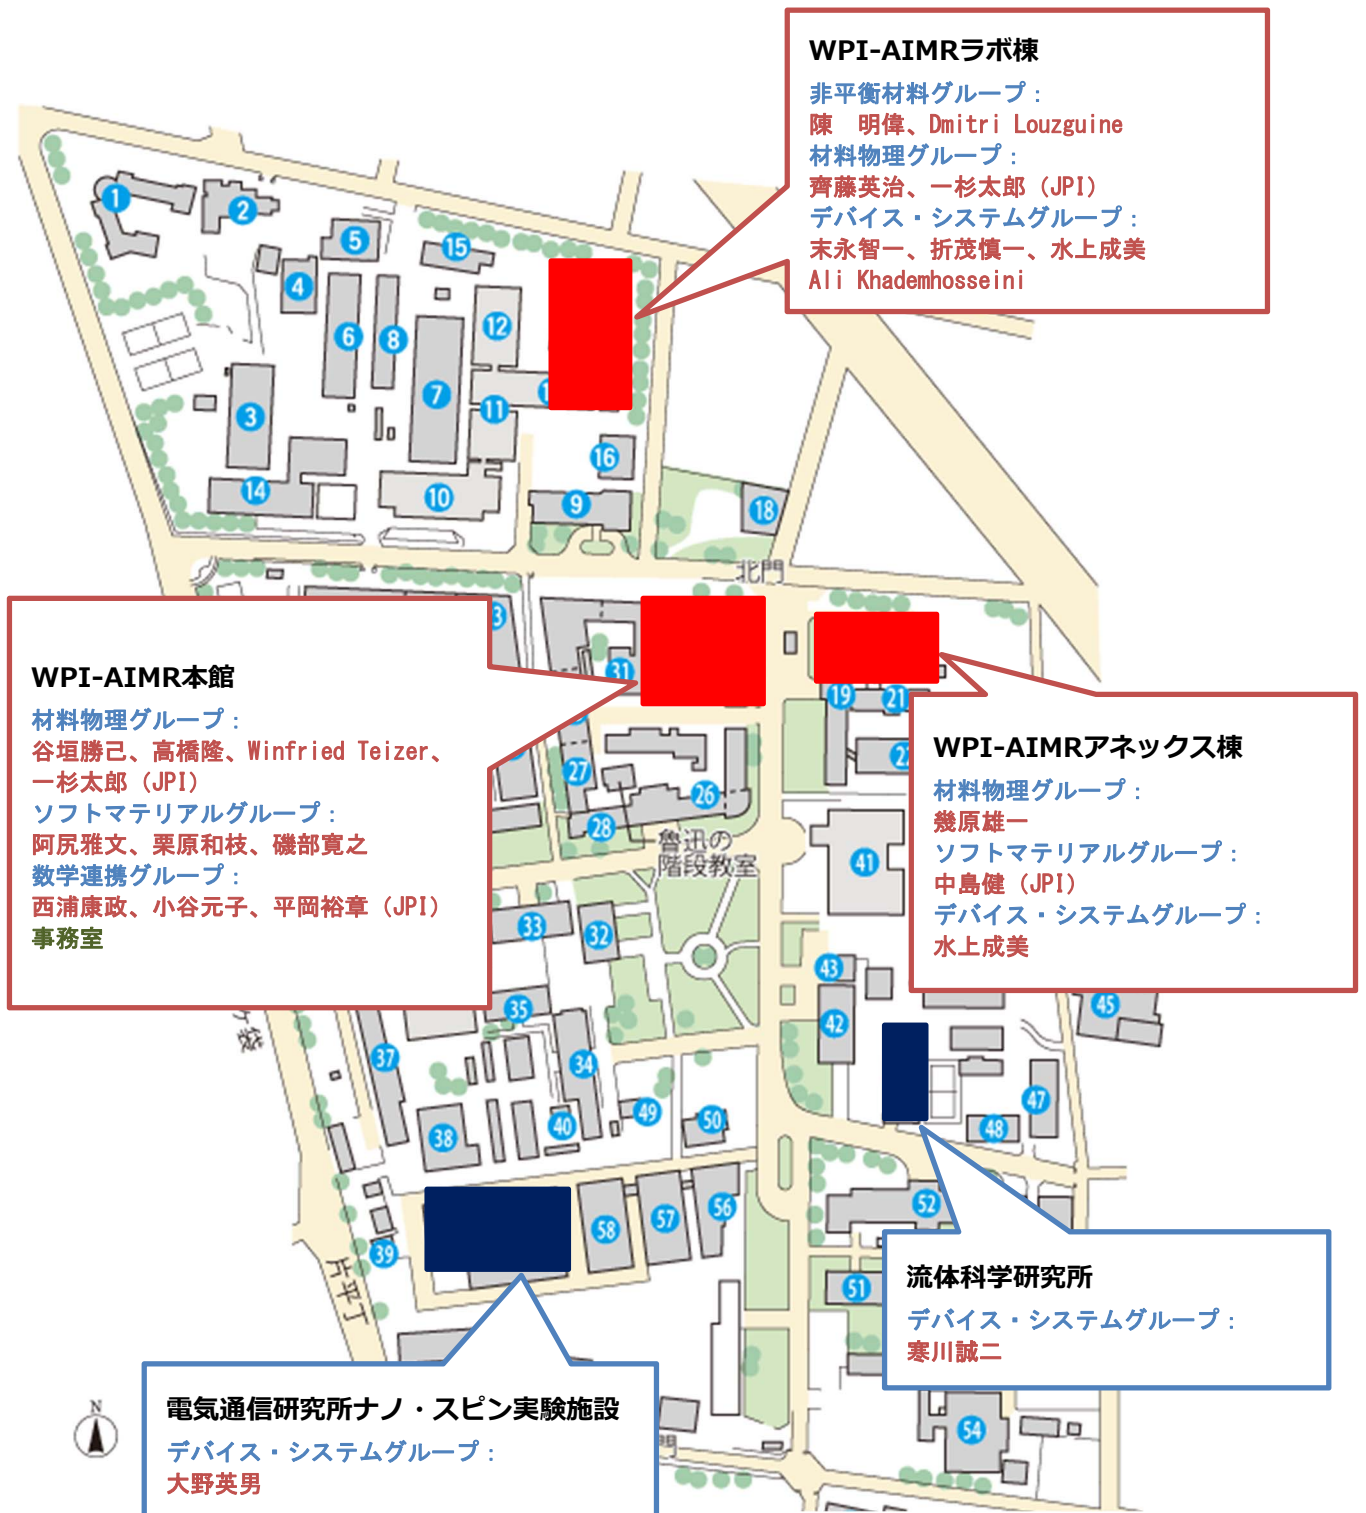 WPI-AIMRラボ棟
非平衡材料グループ：
陳　明偉、Dmitri Louzguine
材料物理グループ：
齊藤英治、一杉太郎（JPI）
デバイス・システムグループ：
末永智一、折茂慎一、水上成美
Ali Khademhosseini
1
2
5
15
4
12
6
8
7
3
11
16
14
10
9
18
北門
WPI-AIMR本館
材料物理グループ：
谷垣勝己、高橋隆、Winfried Teizer、
一杉太郎（JPI）
ソフトマテリアルグループ：
阿尻雅文、栗原和枝、磯部寛之
数学連携グループ：
西浦康政、小谷元子、平岡裕章（JPI）
事務室
31
19
21
27
26
28
魯迅の
階段教室
41
WPI-AIMRアネックス棟
材料物理グループ：
幾原雄一
ソフトマテリアルグループ：
中島健（JPI）
デバイス・システムグループ：
水上成美
33
32
43
35
42
45
37
34
47
49
50
40
38
48
58
57
56
52
39
片平丁
51
流体科学研究所
デバイス・システムグループ：
寒川誠二
電気通信研究所ナノ・スピン実験施設
デバイス・システムグループ：
大野英男
N
54